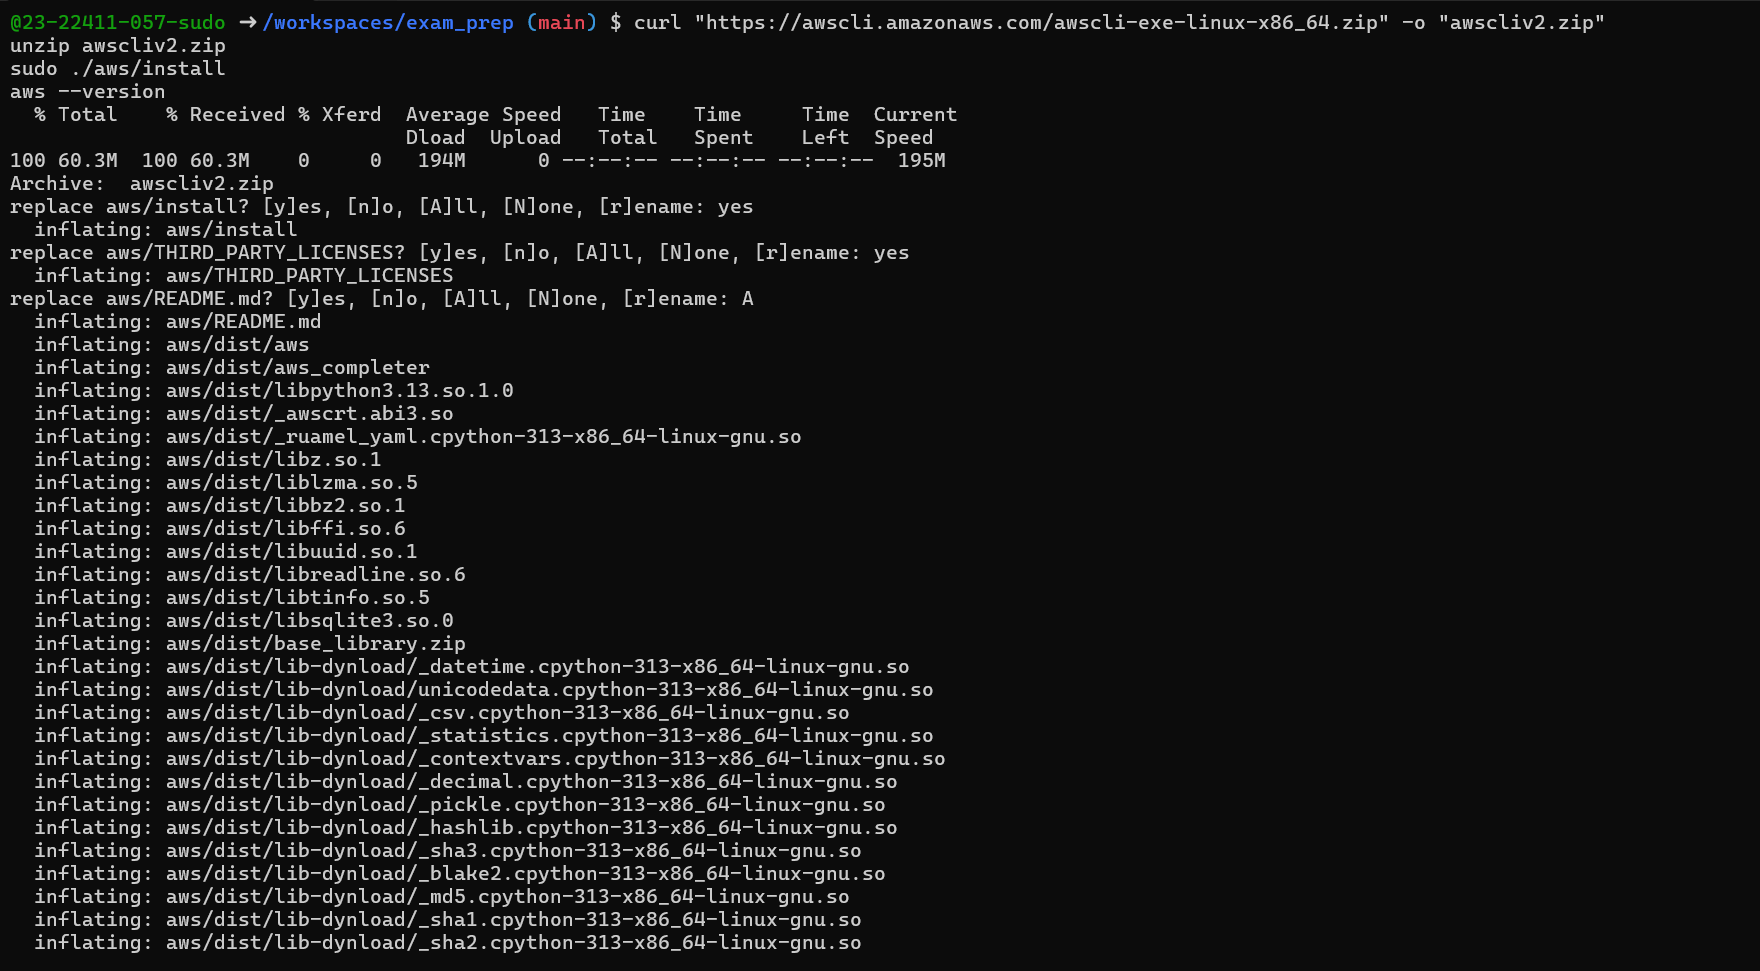 @23-22411-057-sudo ➜ /workspaces/exam_prep (main) $ curl "https://awscli.amazonaws.com/awscli-exe-linux-x86_64.zip" -o "awscliv2.zip"
unzip awscliv2.zip
sudo ./aws/install
aws --version
  % Total    % Received % Xferd  Average Speed   Time    Time     Time  Current
                                 Dload  Upload   Total   Spent    Left  Speed
100 60.3M  100 60.3M    0     0   194M      0 --:--:-- --:--:-- --:--:--  195M
Archive:  awscliv2.zip
replace aws/install? [y]es, [n]o, [A]ll, [N]one, [r]ename: yes
  inflating: aws/install
replace aws/THIRD_PARTY_LICENSES? [y]es, [n]o, [A]ll, [N]one, [r]ename: yes
  inflating: aws/THIRD_PARTY_LICENSES
replace aws/README.md? [y]es, [n]o, [A]ll, [N]one, [r]ename: A
  inflating: aws/README.md
  inflating: aws/dist/aws
  inflating: aws/dist/aws_completer
  inflating: aws/dist/libpython3.13.so.1.0
  inflating: aws/dist/_awscrt.abi3.so
  inflating: aws/dist/_ruamel_yaml.cpython-313-x86_64-linux-gnu.so
  inflating: aws/dist/libz.so.1
  inflating: aws/dist/liblzma.so.5
  inflating: aws/dist/libbz2.so.1
  inflating: aws/dist/libffi.so.6
  inflating: aws/dist/libuuid.so.1
  inflating: aws/dist/libreadline.so.6
  inflating: aws/dist/libtinfo.so.5
  inflating: aws/dist/libsqlite3.so.0
  inflating: aws/dist/base_library.zip
  inflating: aws/dist/lib-dynload/_datetime.cpython-313-x86_64-linux-gnu.so
  inflating: aws/dist/lib-dynload/unicodedata.cpython-313-x86_64-linux-gnu.so
  inflating: aws/dist/lib-dynload/_csv.cpython-313-x86_64-linux-gnu.so
  inflating: aws/dist/lib-dynload/_statistics.cpython-313-x86_64-linux-gnu.so
  inflating: aws/dist/lib-dynload/_contextvars.cpython-313-x86_64-linux-gnu.so
  inflating: aws/dist/lib-dynload/_decimal.cpython-313-x86_64-linux-gnu.so
  inflating: aws/dist/lib-dynload/_pickle.cpython-313-x86_64-linux-gnu.so
  inflating: aws/dist/lib-dynload/_hashlib.cpython-313-x86_64-linux-gnu.so
  inflating: aws/dist/lib-dynload/_sha3.cpython-313-x86_64-linux-gnu.so
  inflating: aws/dist/lib-dynload/_blake2.cpython-313-x86_64-linux-gnu.so
  inflating: aws/dist/lib-dynload/_md5.cpython-313-x86_64-linux-gnu.so
  inflating: aws/dist/lib-dynload/_sha1.cpython-313-x86_64-linux-gnu.so
  inflating: aws/dist/lib-dynload/_sha2.cpython-313-x86_64-linux-gnu.so